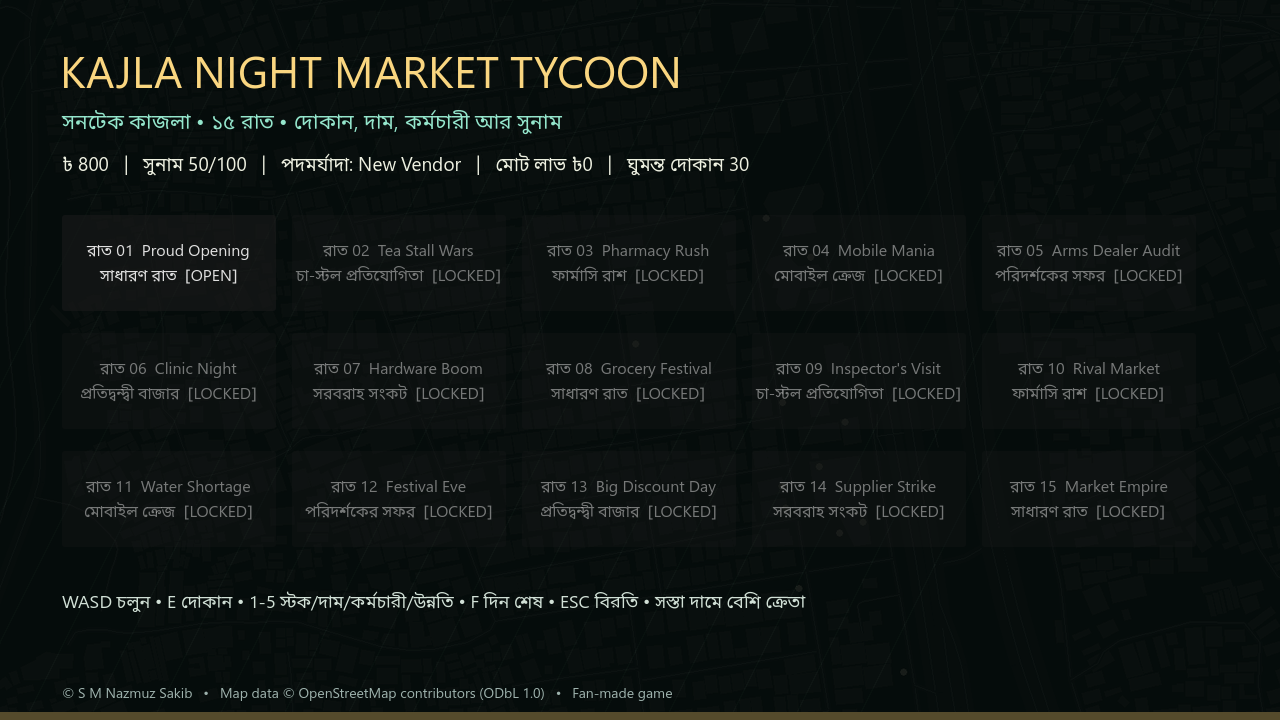 KAJLA NIGHT MARKET TYCOON
সনটেক কাজলা • ১৫ রাত • দোকান, দাম, কর্মচারী আর সুনাম
৳ 800 | সুনাম 50/100 | পদমর্যাদা: New Vendor | মোট লাভ ৳0 | ঘুমন্ত দোকান 30
রাত 01 Proud Opening
সাধারণ রাত [OPEN]
রাত 02 Tea Stall Wars
চা-স্টল প্রতিযোগিতা [LOCKED]
রাত 03 Pharmacy Rush
ফার্মাসি রাশ [LOCKED]
রাত 04 Mobile Mania
মোবাইল ক্রেজ [LOCKED]
রাত 05 Arms Dealer Audit
পরিদর্শকের সফর [LOCKED]
রাত 06 Clinic Night
প্রতিদ্বন্দ্বী বাজার [LOCKED]
রাত 07 Hardware Boom
সরবরাহ সংকট [LOCKED]
রাত 08 Grocery Festival
সাধারণ রাত [LOCKED]
রাত 09 Inspector's Visit
চা-স্টল প্রতিযোগিতা [LOCKED]
রাত 10 Rival Market
ফার্মাসি রাশ [LOCKED]
রাত 11 Water Shortage
মোবাইল ক্রেজ [LOCKED]
রাত 12 Festival Eve
পরিদর্শকের সফর [LOCKED]
রাত 13 Big Discount Day
প্রতিদ্বন্দ্বী বাজার [LOCKED]
রাত 14 Supplier Strike
সরবরাহ সংকট [LOCKED]
রাত 15 Market Empire
সাধারণ রাত [LOCKED]
WASD চলুন • E দোকান • 1-5 স্টক/দাম/কর্মচারী/উন্নতি • F দিন শেষ • ESC বিরতি • সস্তা দামে বেশি ক্রেতা
© S M Nazmuz Sakib • Map data © OpenStreetMap contributors (ODbL 1.0) • Fan-made game